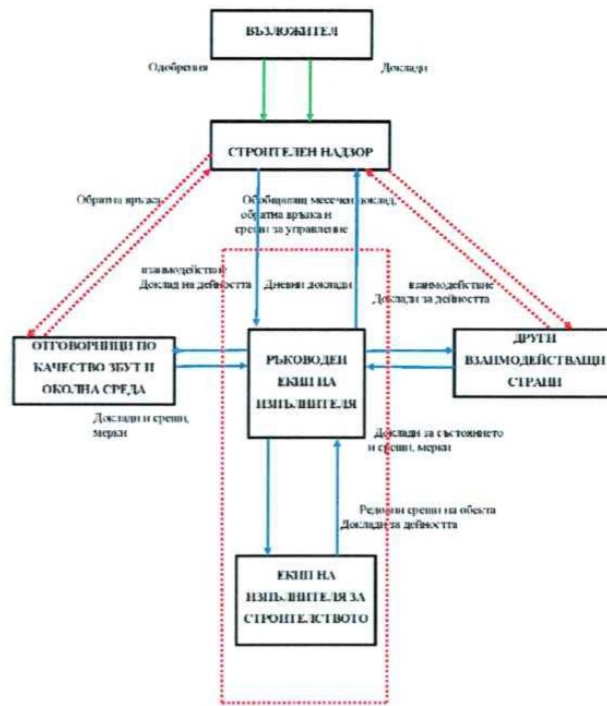 ВЪЗЛОЖИТЕЛ
Одобрения
Доклади
СТРОИТЕЛЕН НАДЗОР
Обратна връзка
Обобщаващ месечен доклад,
обратна връзка и
срещи за управление
взаимодействие
Доклад на дейността
Дневни доклади
взаимодействие
Доклади за дейността
ОТГОВОРНИЦИ ПО
КАЧЕСТВО ЗБУТ И
ОКОЛНА СРЕДА
РЪКОВОДЕН
ЕКИП НА
ИЗПЪЛНИТЕЛЯ
ДРУГИ
ВЗАИМОДЕЙСТВАЩИ
СТРАНИ
Доклади и срещи,
мерки
Доклади за състоянието
и срещи, мерки
Редовни срещи на обекта
Доклади за дейността
ЕКИП НА
ИЗПЪЛНИТЕЛЯ ЗА
СТРОИТЕЛСТВОТО